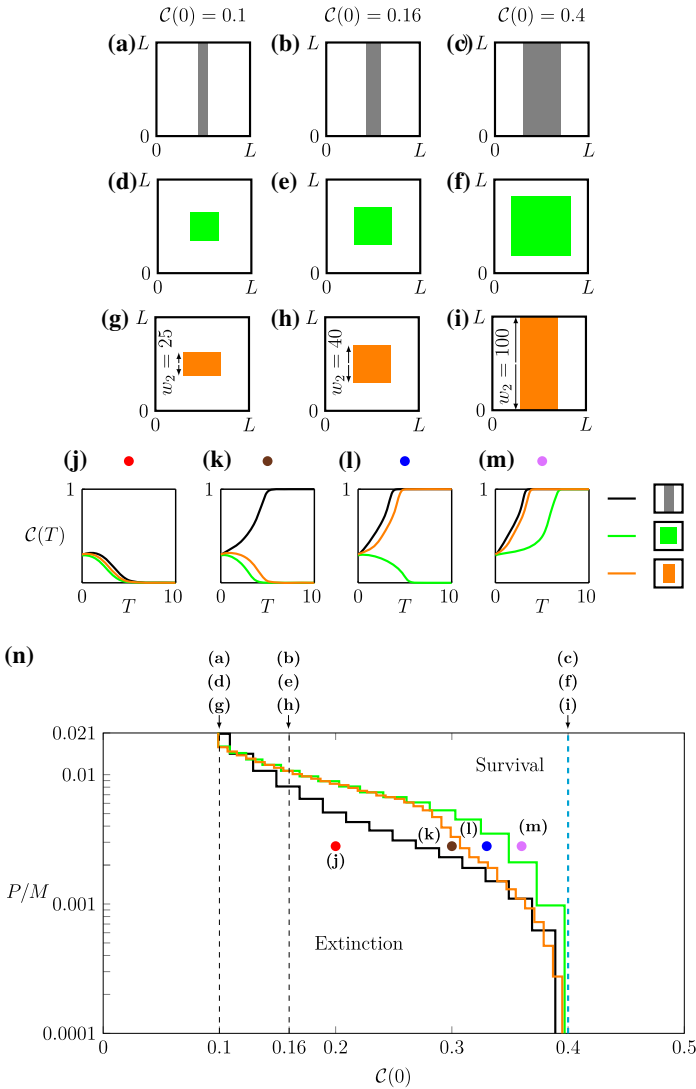 C(0) = 0.1 C(0) = 0.16 C(0) = 0.4
(a) L 0 0 L
(b) L 0 0 L
(c) L 0 0 L
(d) L 0 0 L
(e) L 0 0 L
(f) L 0 0 L
(g) L 0 0 L
w₂ = 25
(h) L 0 0 L
w₂ = 40
(i) L 0 0 L
w₂ = 100
(j) (k) (l) (m)
1 1 1 1
C(T)
0 T 10 0 T 10 0 T 10 0 T 10
(n)
(a) (b) (c)
(d) (e) (f)
(g) (h) (i)
0.021
Survival
0.01
(k) (l) (m)
(j)
P/M
0.001
Extinction
0.0001
0 0.1 0.16 0.2 0.3 0.4 0.5
C(0)